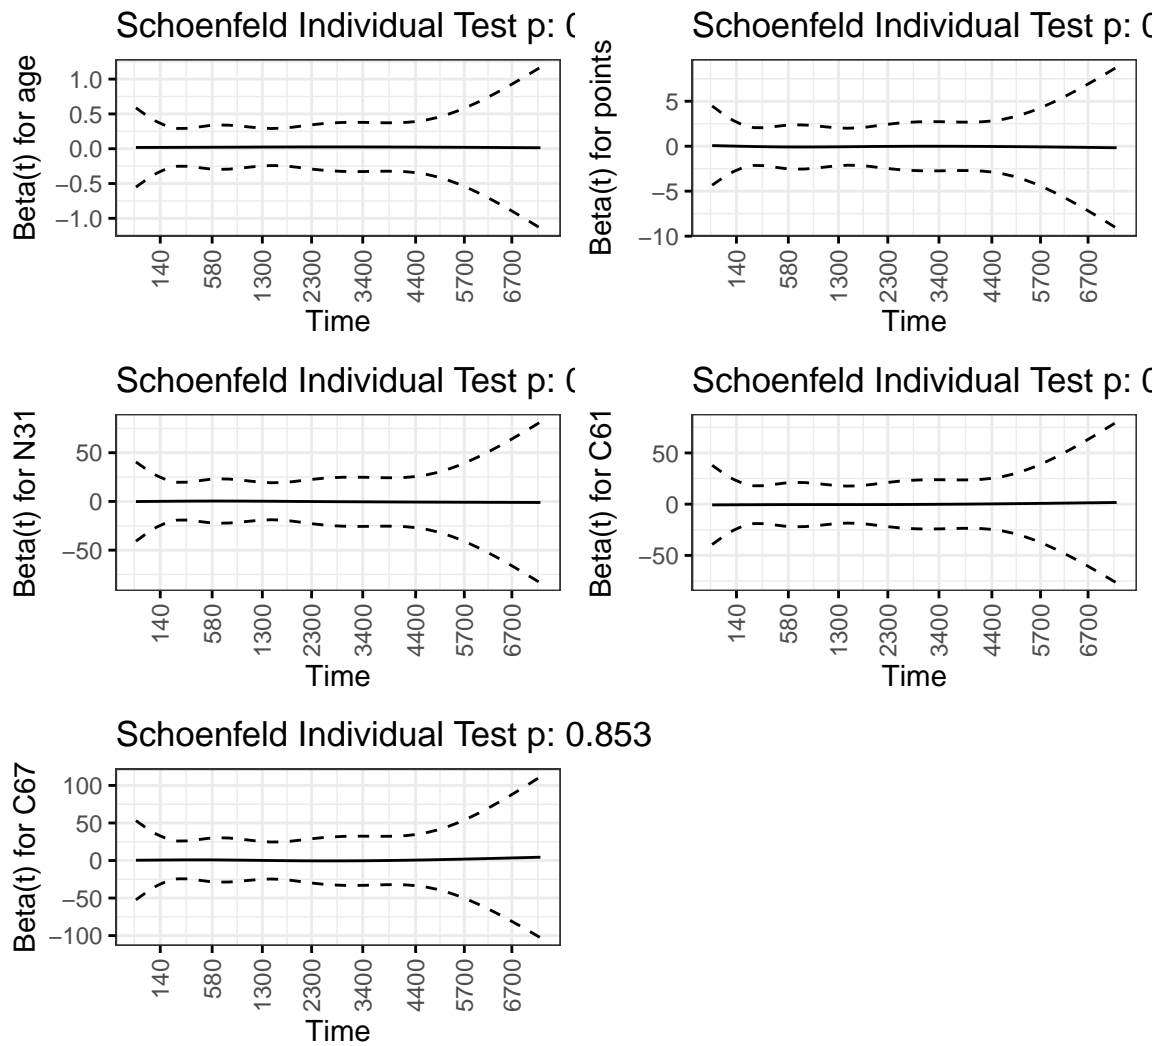 Schoenfeld Individual Test p: 0
Beta(t) for age
1.0
0.5
0.0
−0.5
−1.0
140 580 1300 2300 3400 4400 5700 6700
Time
Schoenfeld Individual Test p: 0
Beta(t) for points
5
0
−5
−10
140 580 1300 2300 3400 4400 5700 6700
Time
Schoenfeld Individual Test p: 0
Beta(t) for N31
50
0
−50
140 580 1300 2300 3400 4400 5700 6700
Time
Schoenfeld Individual Test p: 0
Beta(t) for C61
50
0
−50
140 580 1300 2300 3400 4400 5700 6700
Time
Schoenfeld Individual Test p: 0.853
Beta(t) for C67
100
50
0
−50
−100
140 580 1300 2300 3400 4400 5700 6700
Time